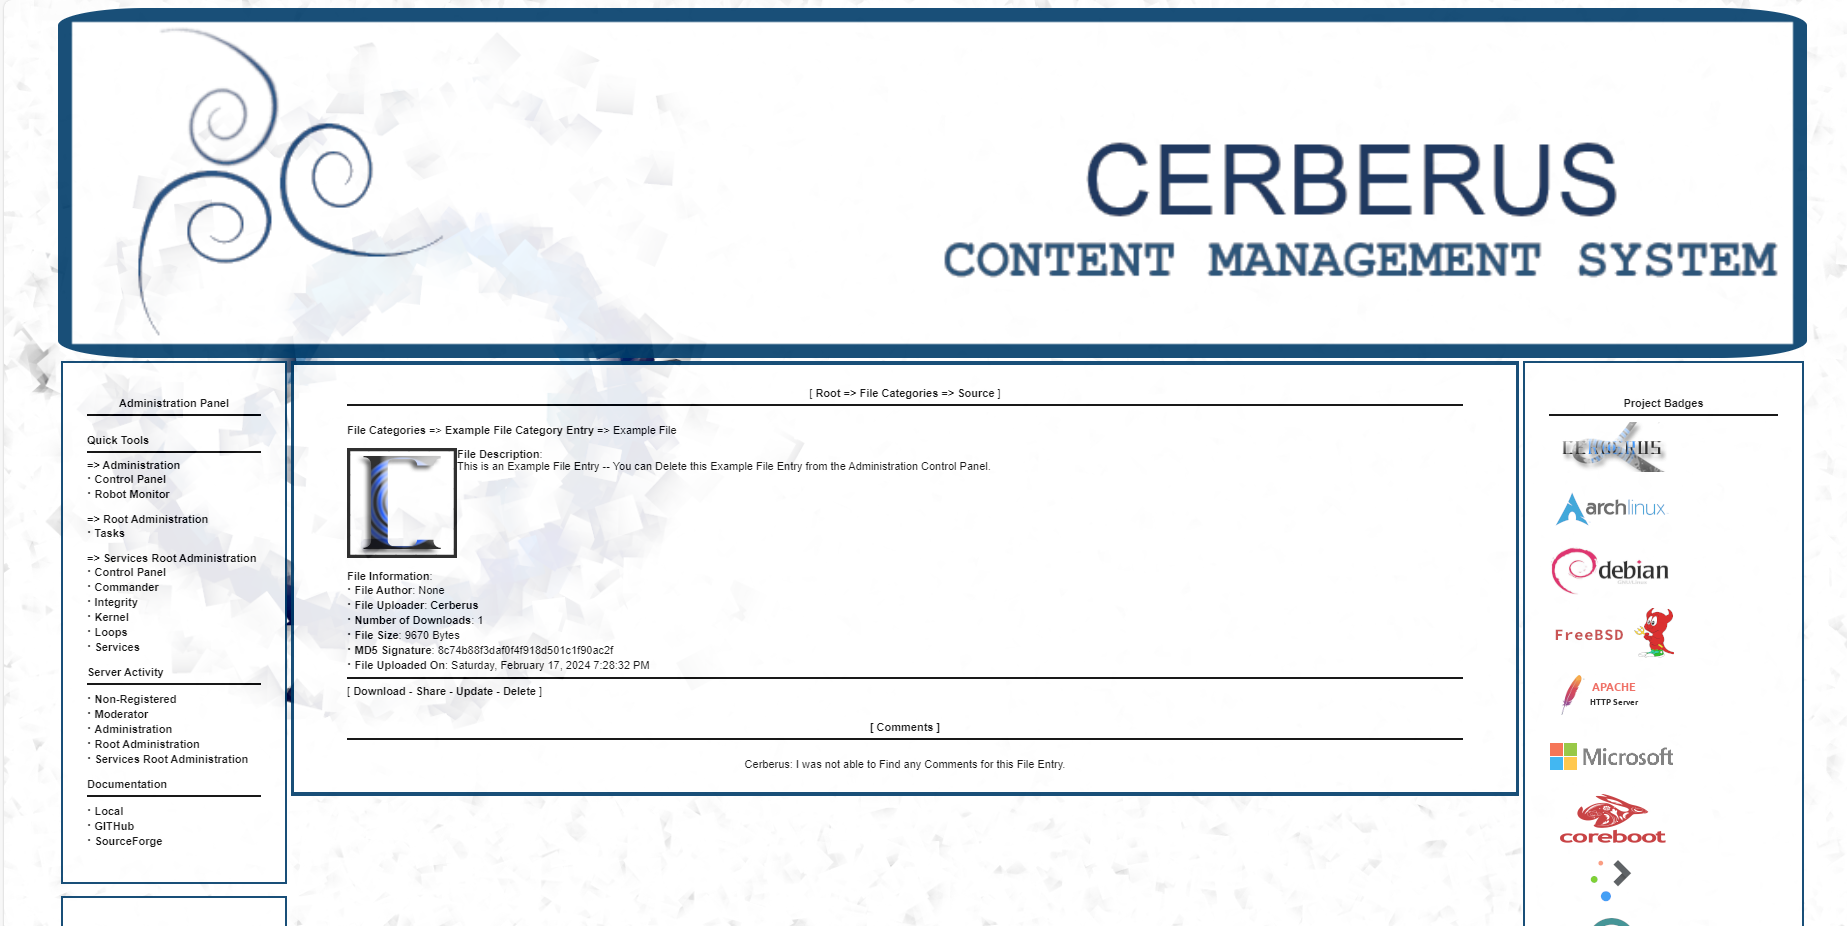 CERBERUS
CONTENT MANAGEMENT SYSTEM
Administration Panel
Quick Tools
=> Administration
· Control Panel
· Robot Monitor
=> Root Administration
· Tasks
=> Services Root Administration
· Control Panel
· Commander
· Integrity
· Kernel
· Loops
· Services
Server Activity
· Non-Registered
· Moderator
· Administration
· Root Administration
· Services Root Administration
Documentation
· Local
· GITHub
· SourceForge
[ Root => File Categories => Source ]
File Categories => Example File Category Entry => Example File
File Description:
This is an Example File Entry -- You can Delete this Example File Entry from the Administration Control Panel.
File Information:
· File Author: None
· File Uploader: Cerberus
· Number of Downloads: 1
· File Size: 9670 Bytes
· MD5 Signature: 8c74b88f3daf0f4f918d501c1f90ac2f
· File Uploaded On: Saturday, February 17, 2024 7:28:32 PM
[ Download - Share - Update - Delete ]
[ Comments ]
Cerberus: I was not able to Find any Comments for this File Entry.
Project Badges
CERBERUS
archlinux
debian
FreeBSD
APACHE
HTTP Server
Microsoft
coreboot